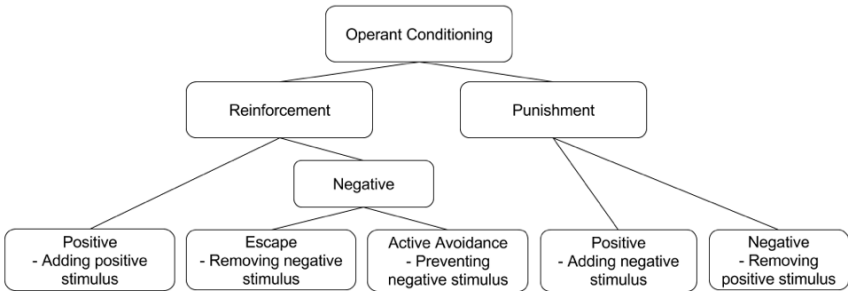 Operant Conditioning
Reinforcement
Punishment
Negative
Positive
- Adding positive
stimulus
Escape
- Removing negative
stimulus
Active Avoidance
- Preventing
negative stimulus
Positive
- Adding negative
stimulus
Negative
- Removing
positive stimulus